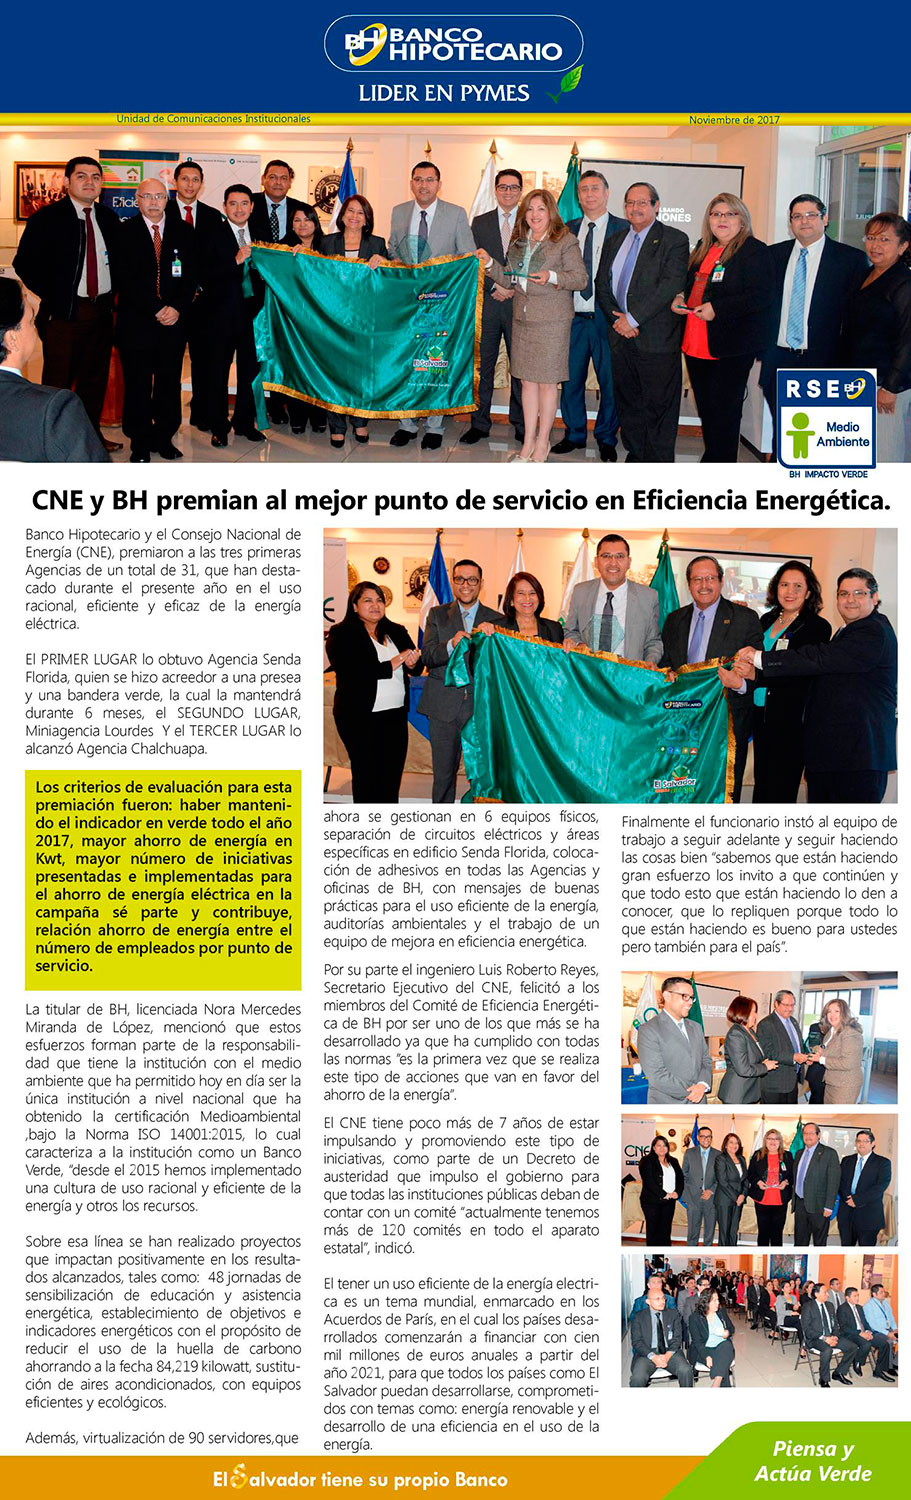 BANCO
HIPOTECARIO
LIDER EN PYMES
Unidad de Comunicaciones Institucionales
Noviembre de 2017
RSE BH
Medio
Ambiente
BH IMPACTO VERDE
CNE y BH premian al mejor punto de servicio en Eficiencia Energética.
Banco Hipotecario y el Consejo Nacional de
Energía (CNE), premiaron a las tres primeras
Agencias de un total de 31, que han desta-
cado durante el presente año en el uso
racional, eficiente y eficaz de la energía
eléctrica.
El PRIMER LUGAR lo obtuvo Agencia Senda
Florida, quien se hizo acreedor a una presea
y una bandera verde, la cual la mantendrá
durante 6 meses, el SEGUNDO LUGAR,
Miniagencia Lourdes Y el TERCER LUGAR lo
alcanzó Agencia Chalchuapa.
Los criterios de evaluación para esta
premiación fueron: haber manteni-
do el indicador en verde todo el año
2017, mayor ahorro de energía en
Kwt, mayor número de iniciativas
presentadas e implementadas para
el ahorro de energía eléctrica en la
campaña sé parte y contribuye,
relación ahorro de energía entre el
número de empleados por punto de
servicio.
La titular de BH, licenciada Nora Mercedes
Miranda de López, mencionó que estos
esfuerzos forman parte de la responsabili-
dad que tiene la institución con el medio
ambiente que ha permitido hoy en día ser la
única institución a nivel nacional que ha
obtenido la certificación Medioambiental
,bajo la Norma ISO 14001:2015, lo cual
caracteriza a la institución como un Banco
Verde, “desde el 2015 hemos implementado
una cultura de uso racional y eficiente de la
energía y otros los recursos.
Sobre esa línea se han realizado proyectos
que impactan positivamente en los resulta-
dos alcanzados, tales como: 48 jornadas de
sensibilización de educación y asistencia
energética, establecimiento de objetivos e
indicadores energéticos con el propósito de
reducir el uso de la huella de carbono
ahorrando a la fecha 84,219 kilowatt, sustitu-
ción de aires acondicionados, con equipos
eficientes y ecológicos.
Además, virtualización de 90 servidores,que
BANCO
HIPOTECARIO
El Salvador
ahora se gestionan en 6 equipos físicos,
separación de circuitos eléctricos y áreas
específicas en edificio Senda Florida, coloca-
ción de adhesivos en todas las Agencias y
oficinas de BH, con mensajes de buenas
prácticas para el uso eficiente de la energía,
auditorías ambientales y el trabajo de un
equipo de mejora en eficiencia energética.
Por su parte el ingeniero Luis Roberto Reyes,
Secretario Ejecutivo del CNE, felicitó a los
miembros del Comité de Eficiencia Energéti-
ca de BH por ser uno de los que más se ha
desarrollado ya que ha cumplido con todas
las normas “es la primera vez que se realiza
este tipo de acciones que van en favor del
ahorro de la energía”.
El CNE tiene poco más de 7 años de estar
impulsando y promoviendo este tipo de
iniciativas, como parte de un Decreto de
austeridad que impulso el gobierno para
que todas las instituciones públicas deban de
contar con un comité “actualmente tenemos
más de 120 comités en todo el aparato
estatal”, indicó.
El tener un uso eficiente de la energía electri-
ca es un tema mundial, enmarcado en los
Acuerdos de París, en el cual los países desa-
rrollados comenzarán a financiar con cien
mil millones de euros anuales a partir del
año 2021, para que todos los países como El
Salvador puedan desarrollarse, comprometi-
dos con temas como: energía renovable y el
desarrollo de una eficiencia en el uso de la
energía.
Finalmente el funcionario instó al equipo de
trabajo a seguir adelante y seguir haciendo
las cosas bien “sabemos que están haciendo
gran esfuerzo los invito a que continúen y
que todo esto que están haciendo lo den a
conocer, que lo repliquen porque todo lo
que están haciendo es bueno para ustedes
pero también para el país”.
CNE
El Salvador tiene su propio Banco
Piensa y
Actúa Verde